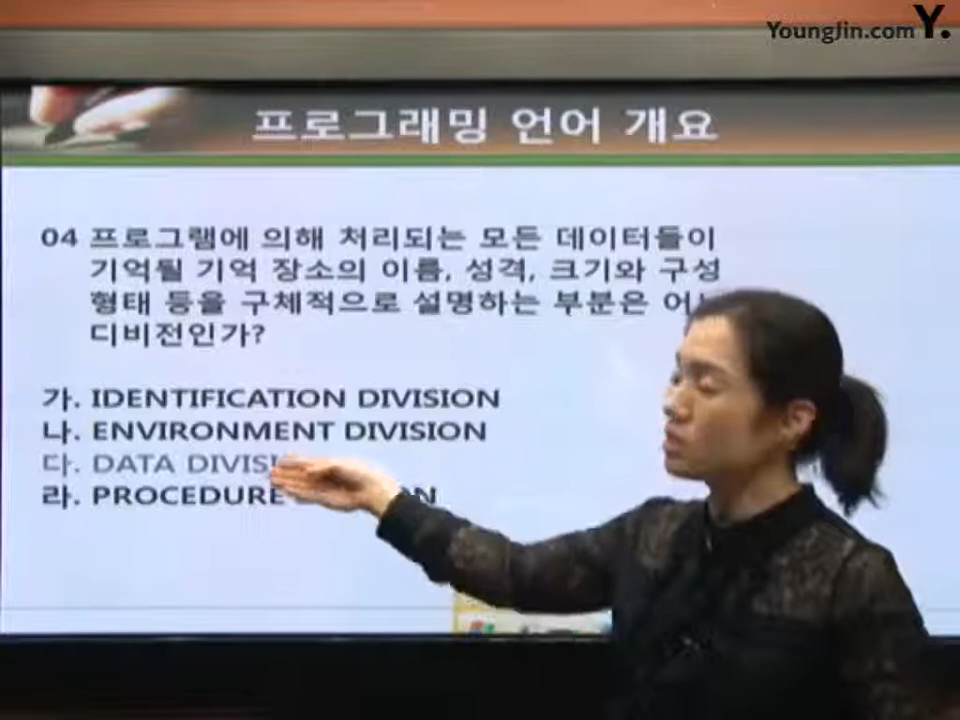 YoungJin.com Y.
프로그래밍 언어 개요
04 프로그램에 의해 처리되는 모든 데이터들이
기억될 기억 장소의 이름, 성격, 크기와 구성
형태 등을 구체적으로 설명하는 부분은
디비전인가?
가. IDENTIFICATION DIVISION
나. ENVIRONMENT DIVISION
다. DATA
라. PROCEDURE